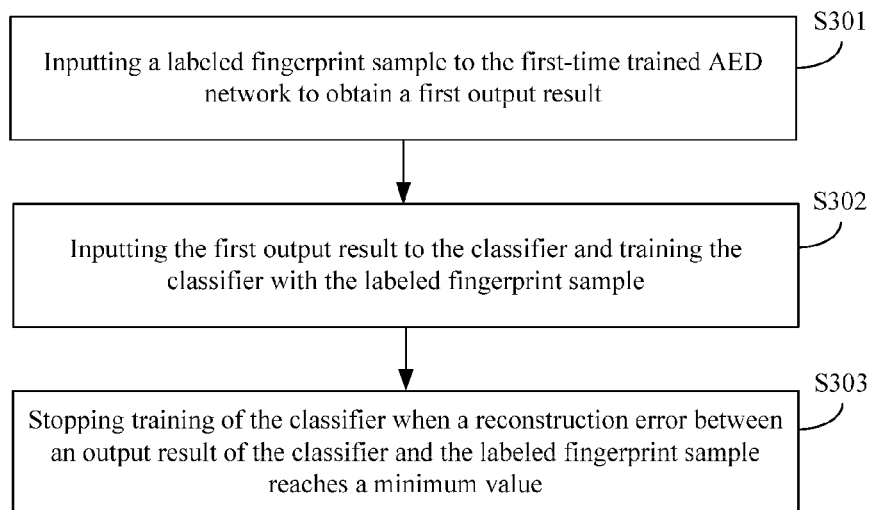 S301
Inputting a labeled fingerprint sample to the first-time trained AED
network to obtain a first output result
S302
Inputting the first output result to the classifier and training the
classifier with the labeled fingerprint sample
S303
Stopping training of the classifier when a reconstruction error between
an output result of the classifier and the labeled fingerprint sample
reaches a minimum value